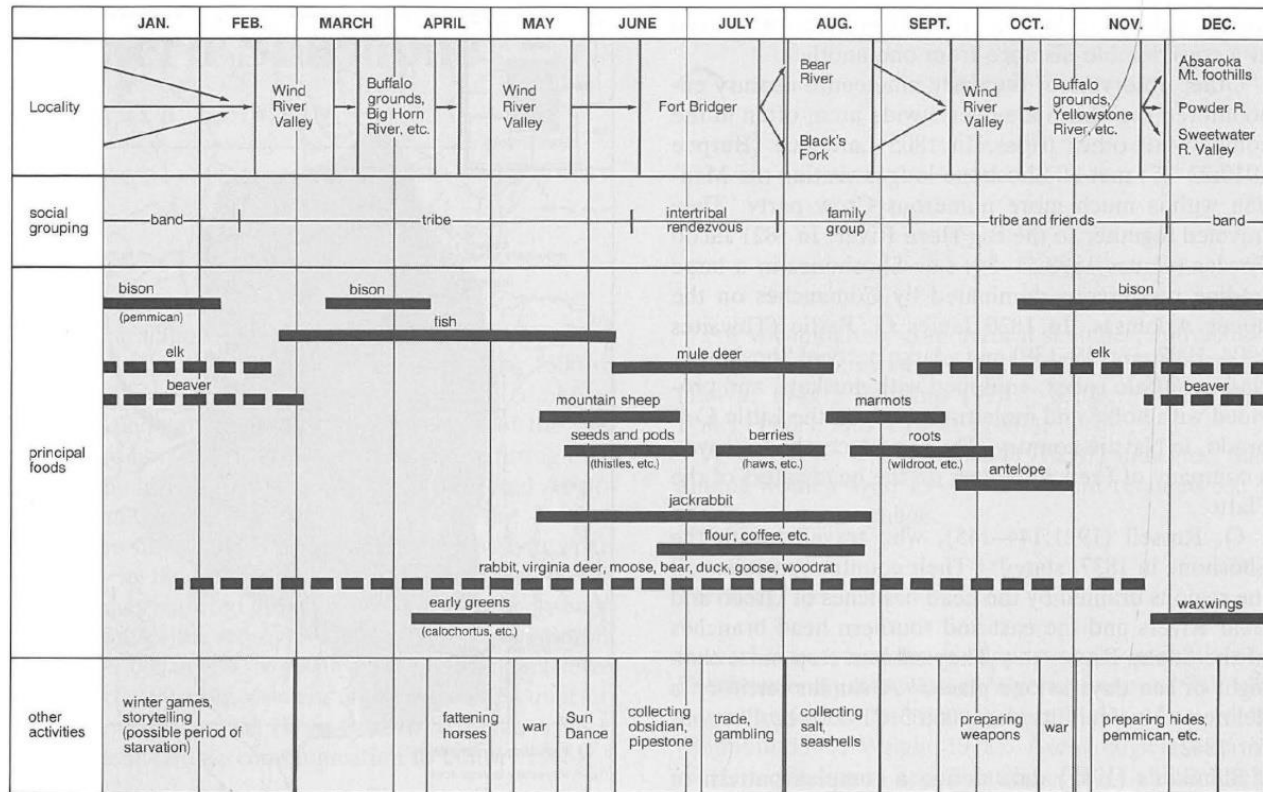 JAN. FEB. MARCH APRIL MAY JUNE JULY AUG. SEPT. OCT. NOV. DEC.
Locality
Wind
River
Valley
Buffalo
grounds,
Big Horn
River, etc.
Wind
River
Valley
Fort Bridger
Bear
River
Black's
Fork
Wind
River
Valley
Buffalo
grounds,
Yellowstone
River, etc.
Absaroka
Mt. foothills
Powder R.
Sweetwater
R. Valley
social
grouping
band
tribe
intertribal
rendezvous
family
group
tribe and friends
band
principal
foods
bison
(pemmican)
bison
bison
fish
elk
mule deer
elk
beaver
beaver
mountain sheep
marmots
seeds and pods
(thistles, etc.)
berries
(haws, etc.)
roots
(wildroot, etc.)
antelope
jackrabbit
flour, coffee, etc.
rabbit, virginia deer, moose, bear, duck, goose, woodrat
early greens
(calochortus, etc.)
waxwings
other
activities
winter games,
storytelling
(possible period of
starvation)
fattening
horses
war
Sun
Dance
collecting
obsidian,
pipestone
trade,
gambling
collecting
salt,
seashells
preparing
weapons
war
preparing hides,
pemmican, etc.